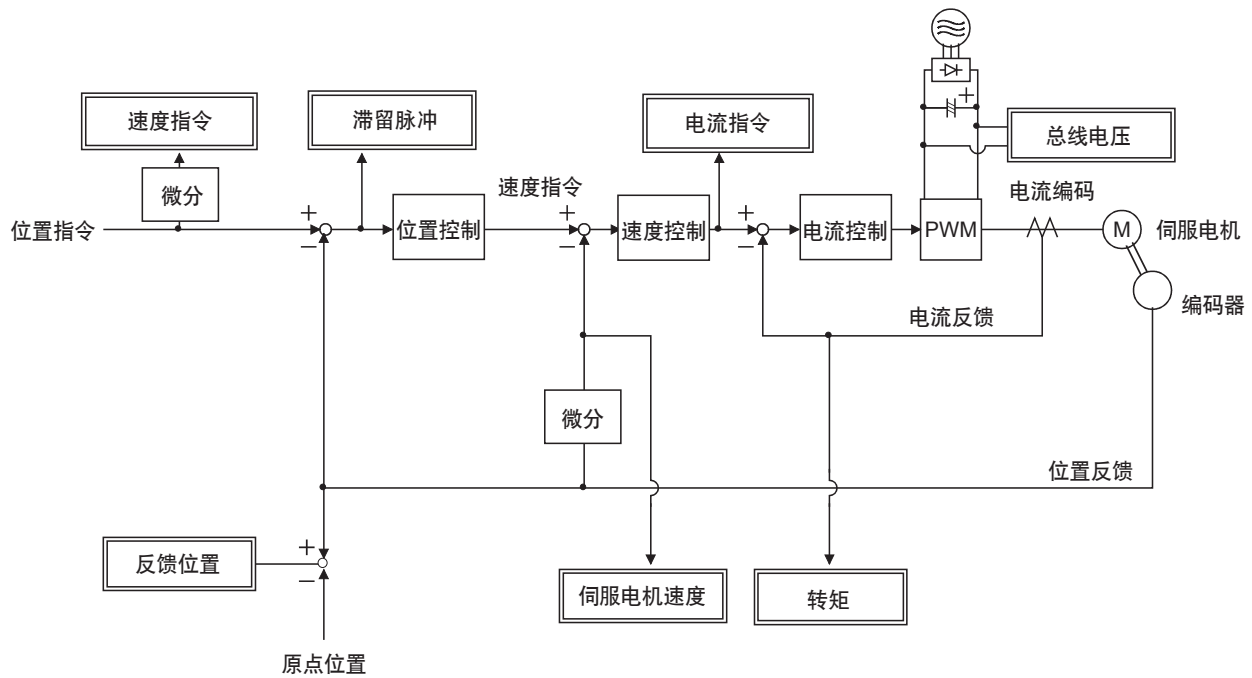 速度指令
滞留脉冲
电流指令
+
总线电压
微分
速度指令
电流编码
位置指令
+
−
位置控制
+
−
速度控制
+
−
电流控制
PWM
M
伺服电机
编码器
电流反馈
微分
位置反馈
反馈位置
+
−
伺服电机速度
转矩
原点位置